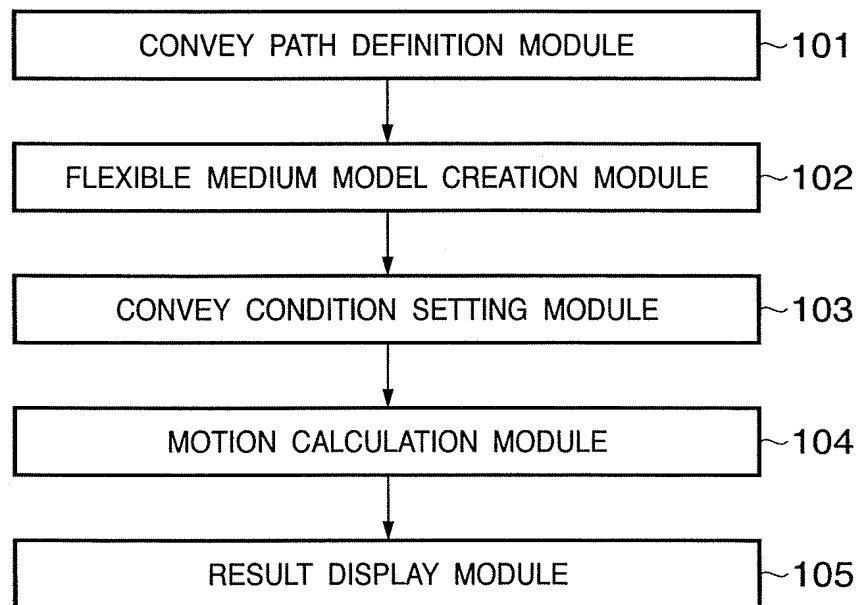 CONVEY PATH DEFINITION MODULE 101
FLEXIBLE MEDIUM MODEL CREATION MODULE 102
CONVEY CONDITION SETTING MODULE 103
MOTION CALCULATION MODULE 104
RESULT DISPLAY MODULE 105